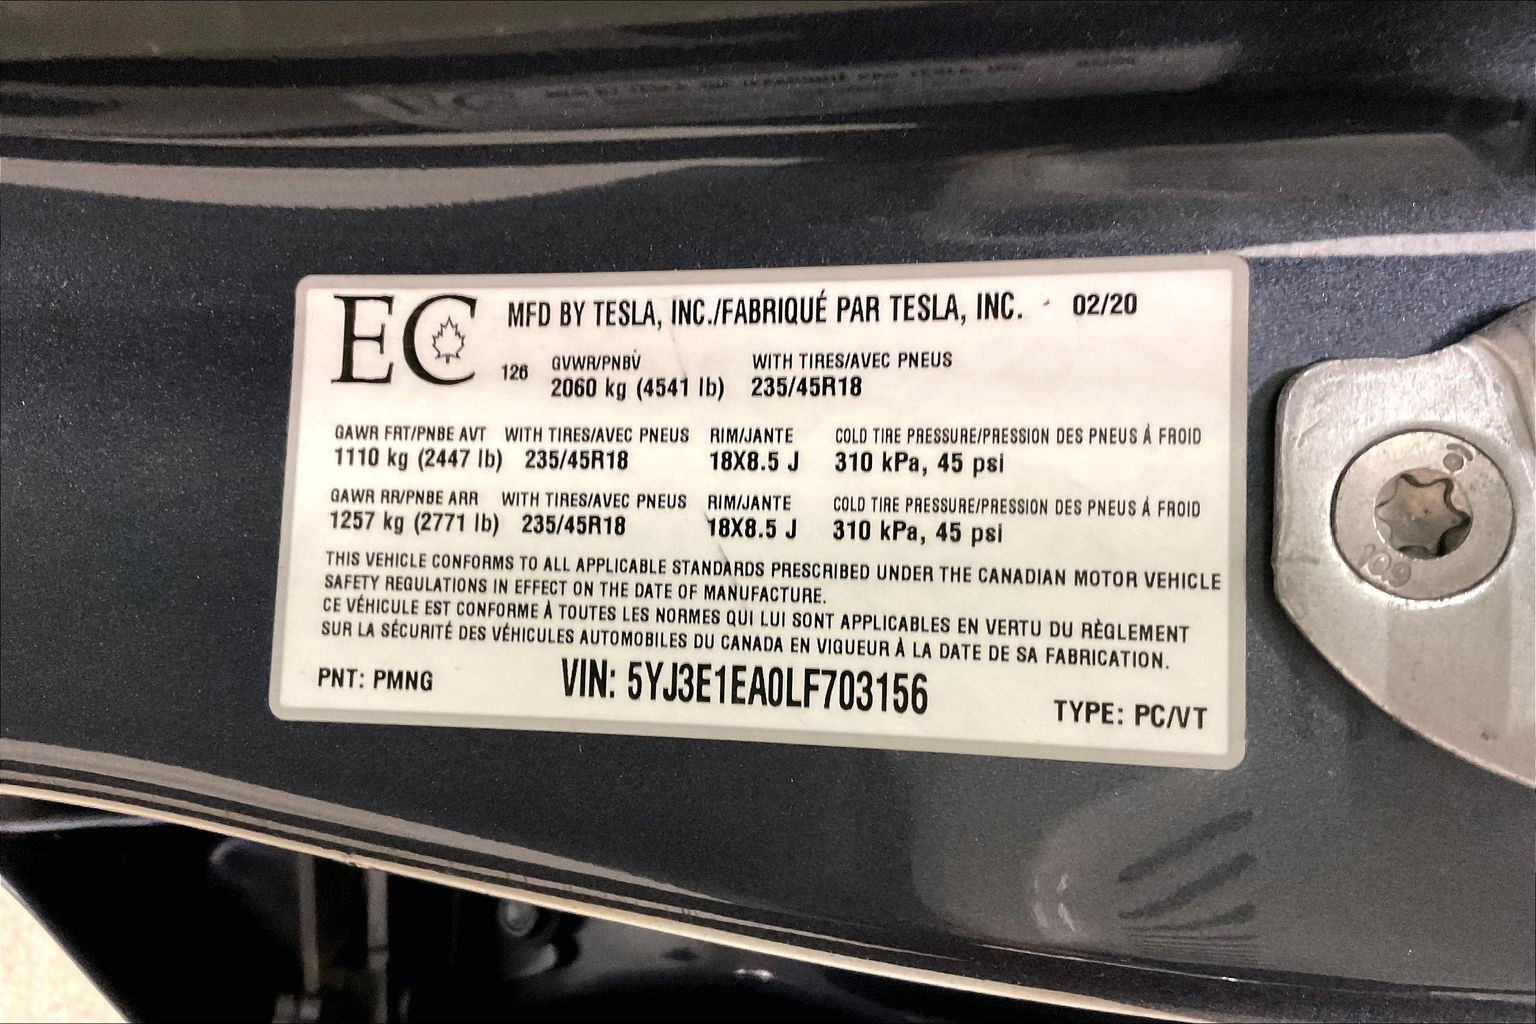 EC MFD BY TESLA, INC./FABRIQUÉ PAR TESLA, INC. 02/20
126 GVWR/PNBV WITH TIRES/AVEC PNEUS
2060 kg (4541 lb) 235/45R18
GAWR FRT/PNBE AVT WITH TIRES/AVEC PNEUS RIM/JANTE COLD TIRE PRESSURE/PRESSION DES PNEUS À FROID
1110 kg (2447 lb) 235/45R18 18X8.5 J 310 kPa, 45 psi
GAWR RR/PNBE ARR WITH TIRES/AVEC PNEUS RIM/JANTE COLD TIRE PRESSURE/PRESSION DES PNEUS À FROID
1257 kg (2771 lb) 235/45R18 18X8.5 J 310 kPa, 45 psi
THIS VEHICLE CONFORMS TO ALL APPLICABLE STANDARDS PRESCRIBED UNDER THE CANADIAN MOTOR VEHICLE
SAFETY REGULATIONS IN EFFECT ON THE DATE OF MANUFACTURE.
CE VÉHICULE EST CONFORME À TOUTES LES NORMES QUI LUI SONT APPLICABLES EN VERTU DU RÈGLEMENT
SUR LA SÉCURITÉ DES VÉHICULES AUTOMOBILES DU CANADA EN VIGUEUR À LA DATE DE SA FABRICATION.
PNT: PMNG VIN: 5YJ3E1EA0LF703156 TYPE: PC/VT
10.9